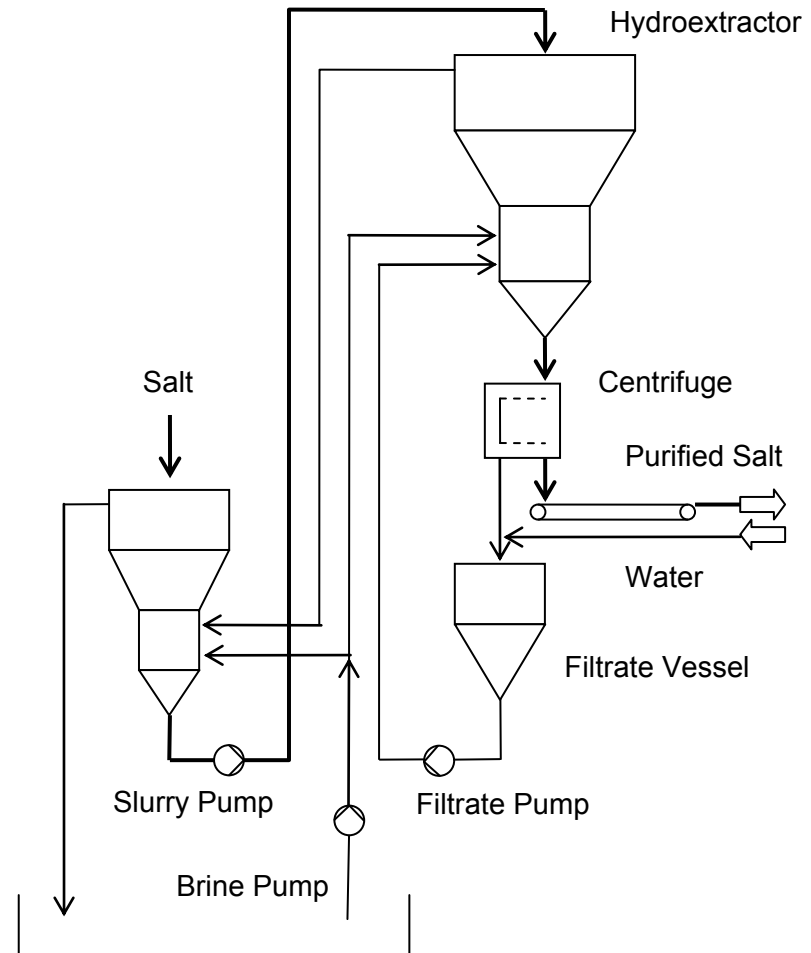 Hydroextractor
Salt
Centrifuge
Purified Salt
Water
Filtrate Vessel
Slurry Pump
Filtrate Pump
Brine Pump